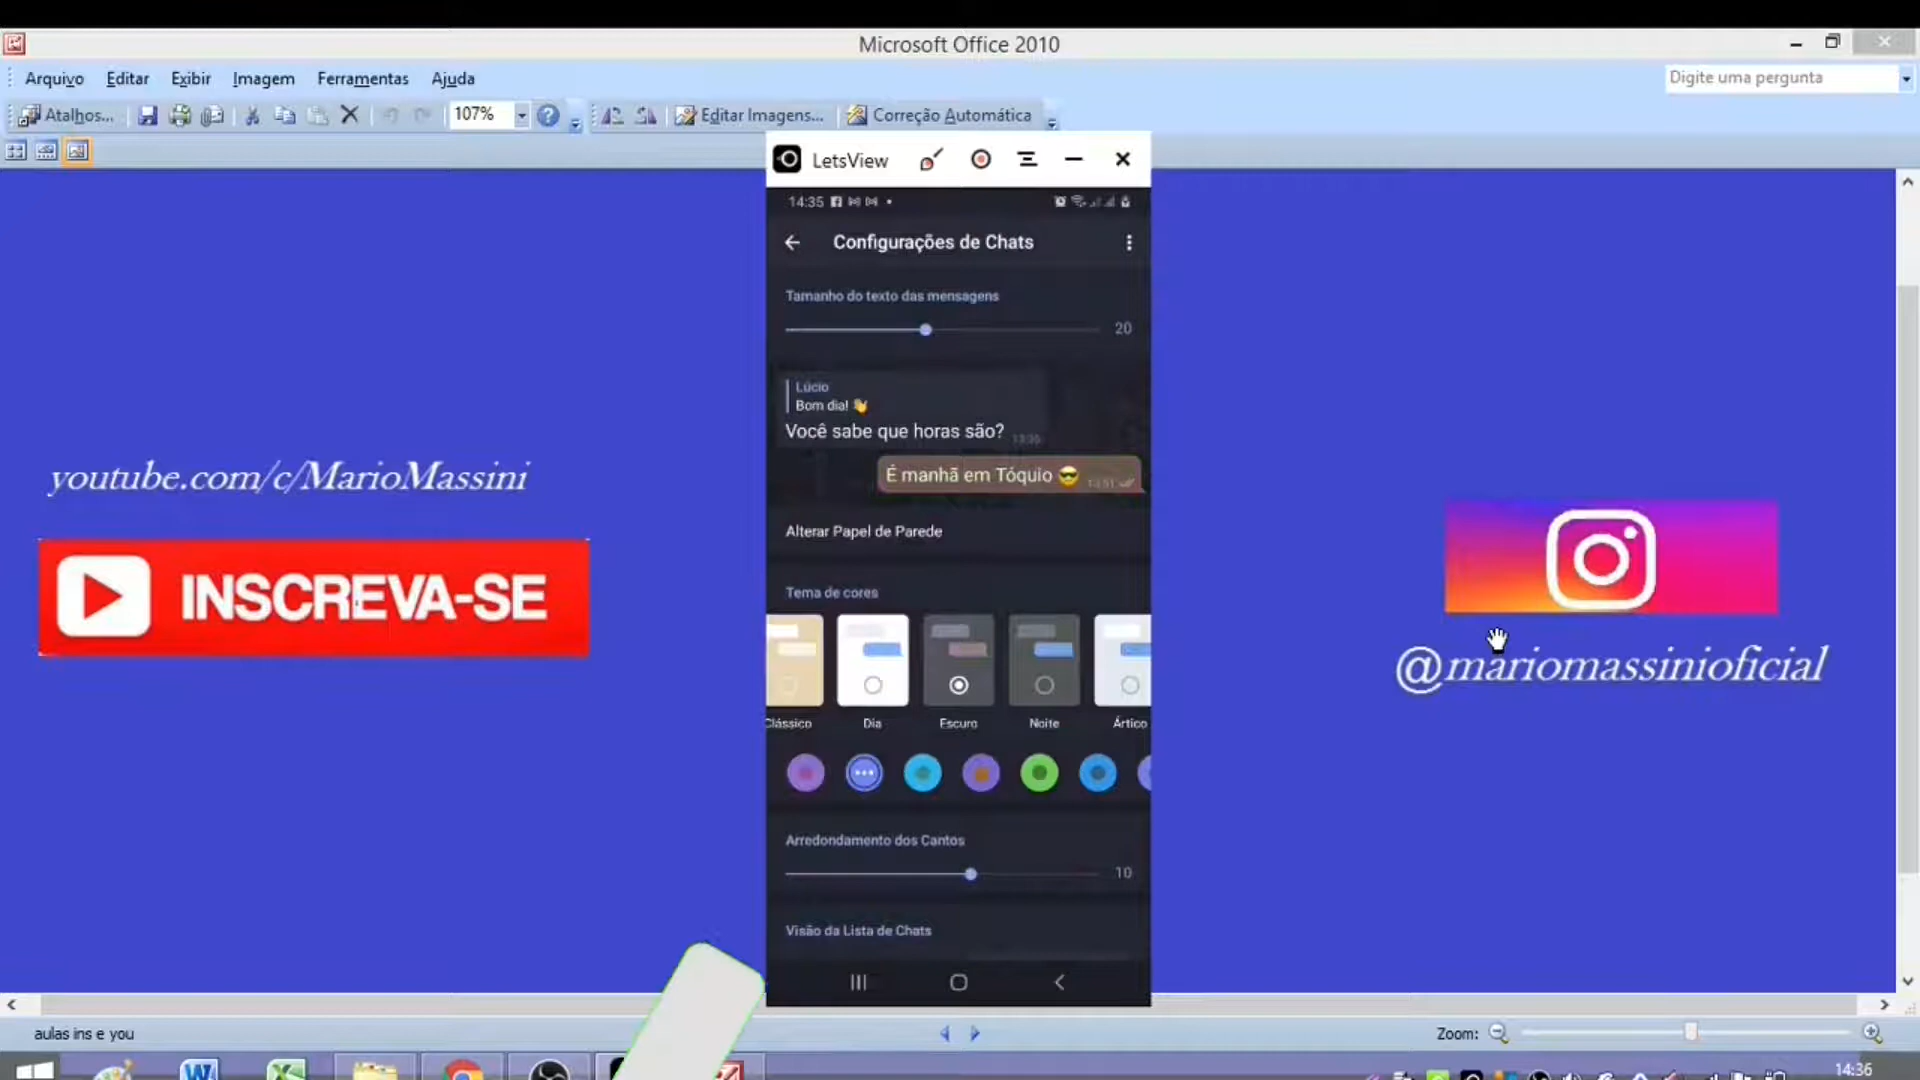 Microsoft Office 2010
Arquivo Editar Exibir Imagem Ferramentas Ajuda
Digite uma pergunta
Atalhos... 107% Editar Imagens... Correção Automática
LetsView
14:35
Configurações de Chats
Tamanho do texto das mensagens
20
Lúcio
Bom dia! 👋
Você sabe que horas são?
É manhã em Tóquio 😎
Alterar Papel de Parede
Tema de cores
Clássico Dia Escuro Noite Ártico
Arredondamento dos Cantos
10
Visão da Lista de Chats
youtube.com/c/MarioMassini
INSCREVA-SE
@mariomassinioficial
aulas ins e you
Zoom:
14:36